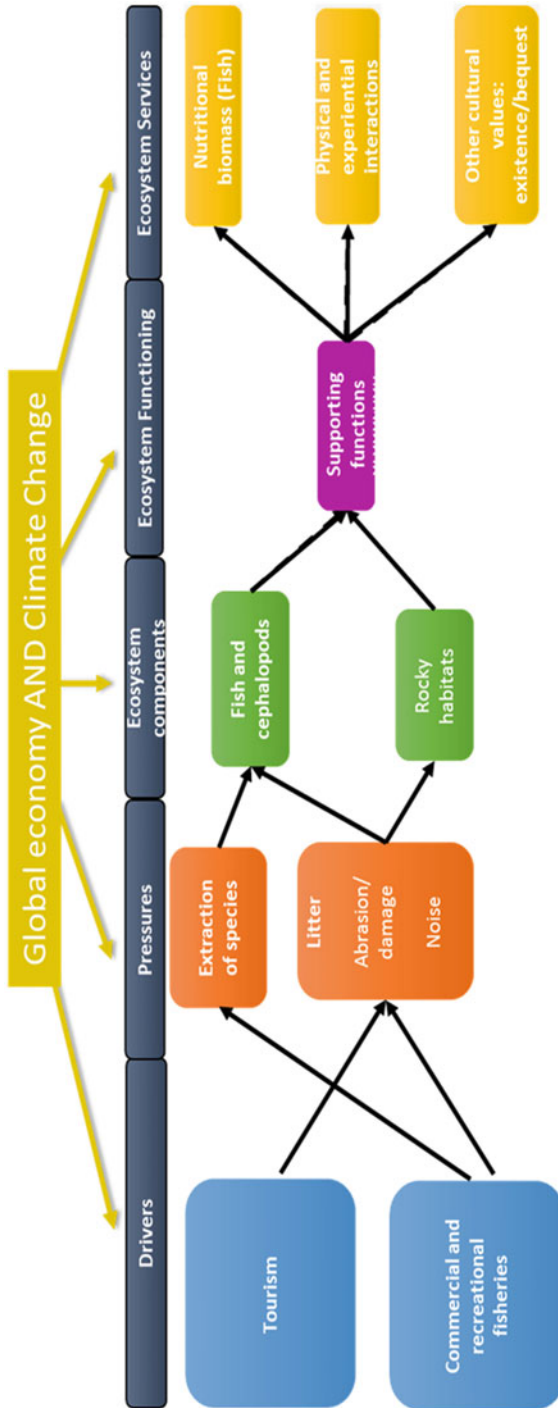 Global economy AND Climate Change
Drivers
Pressures
Ecosystem
components
Ecosystem Functioning
Ecosystem Services
Tourism
Commercial and
recreational
fisheries
Extraction
of species
Litter
Abrasion/
damage
Noise
Fish and
cephalopods
Rocky
habitats
Supporting
functions
Nutritional
biomass (Fish)
Physical and
experiential
interactions
Other cultural
values:
existence/bequest